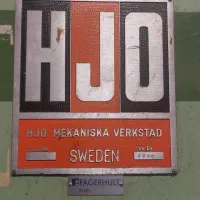 HJO
HJO MEKANISKA VERKSTAD
SWEDEN
FAGERHULT